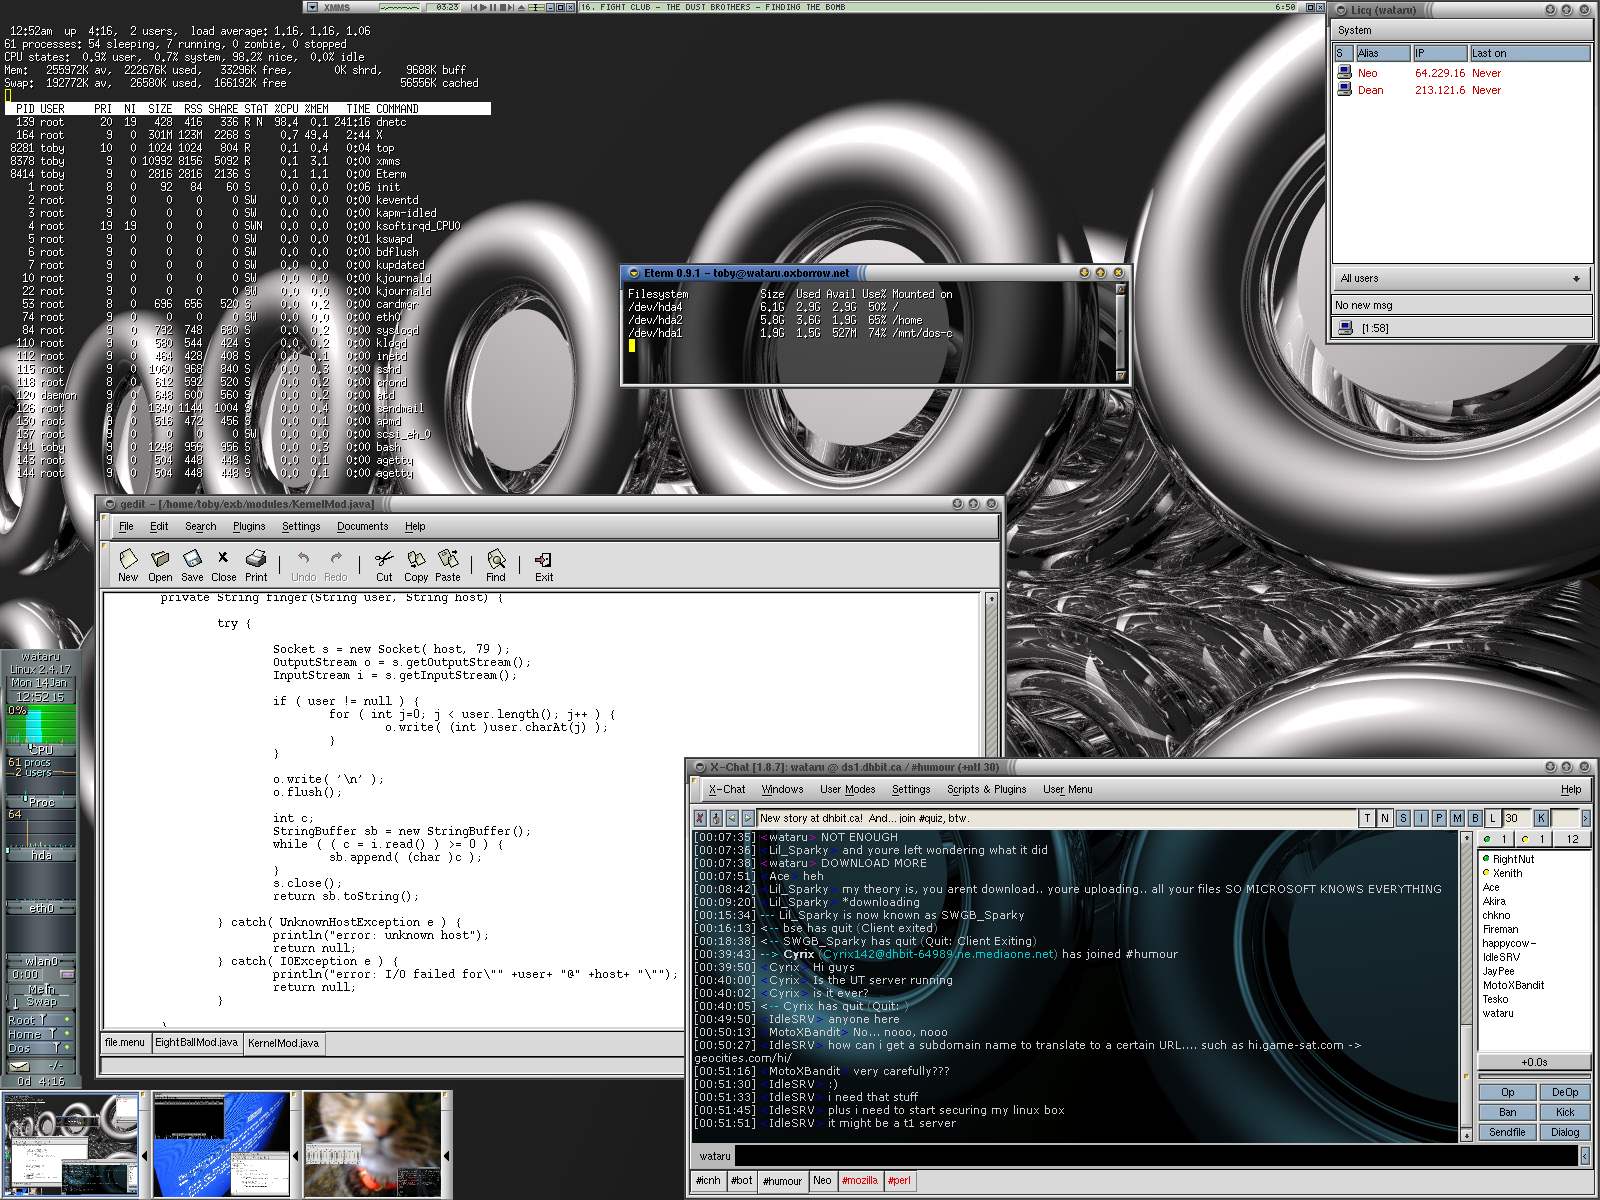 XMMS 03:23
16. FIGHT CLUB - THE DUST BROTHERS - FINDING THE BOMB 6:50
12:52am up 4:16, 2 users, load average: 1.16, 1.16, 1.06
61 processes: 54 sleeping, 7 running, 0 zombie, 0 stopped
CPU states: 0.9% user, 0.7% system, 98.2% nice, 0.0% idle
Mem: 255972K av, 222676K used, 33296K free, 0K shrd, 9688K buff
Swap: 192772K av, 26580K used, 166192K free 56556K cached
PID USER PRI NI SIZE RSS SHARE STAT %CPU %MEM TIME COMMAND
139 root 20 19 428 416 336 R N 98.4 0.1 241:16 dnetc
164 root 9 0 301M 123M 2268 S 0.7 49.4 2:44 X
8281 toby 10 0 1024 1024 804 R 0.1 0.4 0:04 top
8378 toby 9 0 10992 8156 5092 R 0.1 3.1 0:00 xmms
8414 toby 9 0 2816 2816 2136 S 0.1 1.1 0:00 Eterm
1 root 8 0 92 84 60 S 0.0 0.0 0:06 init
2 root 9 0 0 0 0 SW 0.0 0.0 0:00 keventd
3 root 9 0 0 0 0 SW 0.0 0.0 0:00 kapm-idled
4 root 19 19 0 0 0 SWN 0.0 0.0 0:00 ksoftirqd_CPU0
5 root 9 0 0 0 0 SW 0.0 0.0 0:01 kswapd
6 root 9 0 0 0 0 SW 0.0 0.0 0:00 bdflush
7 root 9 0 0 0 0 SW 0.0 0.0 0:00 kupdated
10 root 9 0 0 0 0 SW 0.0 0.0 0:00 kjournald
22 root 9 0 0 0 0 SW 0.0 0.0 0:00 kjournald
53 root 8 0 696 656 520 S 0.0 0.2 0:00 cardmgr
74 root 9 0 0 0 0 SW 0.0 0.0 0:00 eth0
84 root 9 0 792 748 680 S 0.0 0.2 0:00 syslogd
110 root 9 0 580 544 424 S 0.0 0.2 0:00 klogd
112 root 9 0 464 428 408 S 0.0 0.1 0:00 inetd
115 root 9 0 1060 968 840 S 0.0 0.3 0:00 sshd
118 root 8 0 612 592 520 S 0.0 0.2 0:00 crond
120 daemon 9 0 648 600 560 S 0.0 0.2 0:00 atd
126 root 8 0 1340 1144 1004 S 0.0 0.4 0:00 sendmail
130 root 9 0 516 472 456 S 0.0 0.1 0:00 apmd
137 root 9 0 0 0 0 SW 0.0 0.0 0:00 scsi_eh_0
141 toby 9 0 1248 956 956 S 0.0 0.3 0:00 bash
143 root 9 0 504 448 448 S 0.0 0.1 0:00 agetty
144 root 9 0 504 448 448 S 0.0 0.1 0:00 agetty
Eterm 0.9.1 - toby@wataru.oxborrow.net
Filesystem Size Used Avail Use% Mounted on
/dev/hda4 6.1G 2.9G 2.9G 50% /
/dev/hda2 5.8G 3.6G 1.9G 65% /home
/dev/hda1 1.9G 1.5G 527M 74% /mnt/dos-c
Licq (wataru)
System
S Alias IP Last on
Neo 64.229.16 Never
Dean 213.121.6 Never
All users
No new msg
[1:58]
gedit - [/home/toby/exb/modules/KernelMod.java]
File Edit Search Plugins Settings Documents Help
New Open Save Close Print Undo Redo Cut Copy Paste Find Exit
private String finger(String user, String host) {
try {
Socket s = new Socket( host, 79 );
OutputStream o = s.getOutputStream();
InputStream i = s.getInputStream();
if ( user != null ) {
for ( int j=0; j < user.length(); j++ ) {
o.write( (int )user.charAt(j) );
}
}
o.write( '\n' );
o.flush();
int c;
StringBuffer sb = new StringBuffer();
while ( ( c = i.read() ) >= 0 ) {
sb.append( (char )c );
}
s.close();
return sb.toString();
} catch( UnknownHostException e ) {
println("error: unknown host");
return null;
} catch( IOException e ) {
println("error: I/O failed for\"" +user+ "@" +host+ "\"");
return null;
}
}
file.menu EightBallMod.java KernelMod.java
wataru
Linux 2.4.17
Mon 14 Jan
12:52 15
0%
CPU
61 procs
2 users
Proc
64
hda
eth0
wlan0
0:00
Mem
Swap
Root
Home
Dos
-/-
0d 4:16
X-Chat [1.8.7]: wataru @ ds1.dhbit.ca / #humour (+ntl 30)
X-Chat Windows User Modes Settings Scripts & Plugins User Menu Help
New story at dhbit.ca! And... join #quiz, btw. T N S I P M B L 30 K
[00:07:35] <wataru> NOT ENOUGH
[00:07:36] <Lil_Sparky> and youre left wondering what it did
[00:07:38] <wataru> DOWNLOAD MORE
[00:07:51] <Ace> heh
[00:08:42] <Lil_Sparky> my theory is, you arent download.. youre uploading.. all your files SO MICROSOFT KNOWS EVERYTHING
[00:09:20] <Lil_Sparky> *downloading
[00:15:34] --- Lil_Sparky is now known as SWGB_Sparky
[00:16:13] <-- bse has quit (Client exited)
[00:18:38] <-- SWGB_Sparky has quit (Quit: Client Exiting)
[00:39:43] --> Cyrix (Cyrix142@dhbit-64989.ne.mediaone.net) has joined #humour
[00:39:50] <Cyrix> Hi guys
[00:40:00] <Cyrix> Is the UT server running
[00:40:02] <Cyrix> is it ever?
[00:40:05] <-- Cyrix has quit (Quit: )
[00:49:50] <IdleSRV> anyone here
[00:50:13] <MotoXBandit> No... nooo, nooo
[00:50:27] <IdleSRV> how can i get a subdomain name to translate to a certain URL.... such as hi.game-sat.com ->
geocities.com/hi/
[00:51:16] <MotoXBandit> very carefully???
[00:51:30] <IdleSRV> :)
[00:51:33] <IdleSRV> i need that stuff
[00:51:45] <IdleSRV> plus i need to start securing my linux box
[00:51:51] <IdleSRV> it might be a t1 server
1 1 12
RightNut
Xenith
Ace
Akira
chkno
Fireman
happycow-
IdleSRV
JayPee
MotoXBandit
Tesko
wataru
+0.0s
Op DeOp
Ban Kick
Sendfile Dialog
wataru
#icnh #bot #humour Neo #mozilla #perl